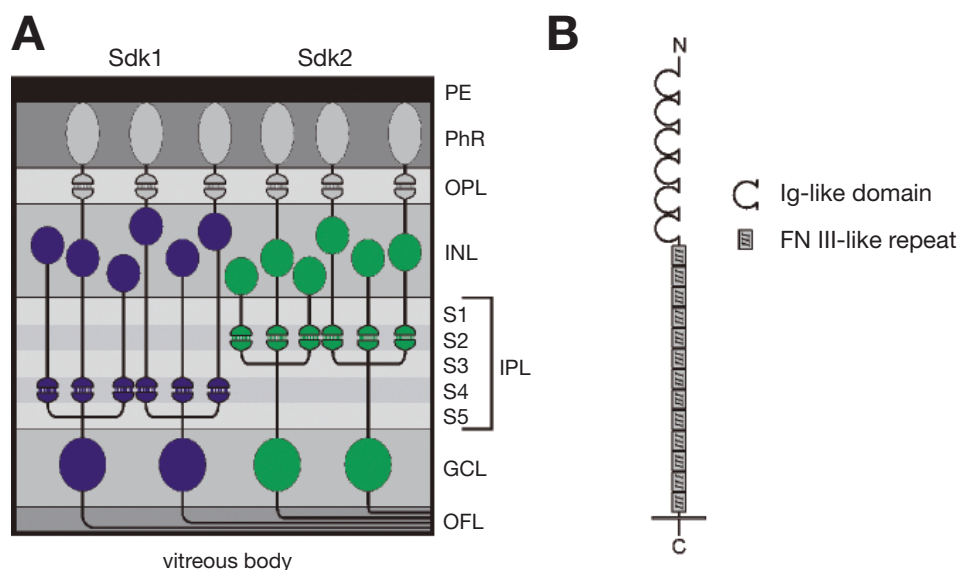 A
Sdk1
Sdk2
PE
PhR
OPL
INL
S1
S2
S3
S4
S5
IPL
GCL
OFL
vitreous body
B
N
Ig-like domain
FN III-like repeat
C